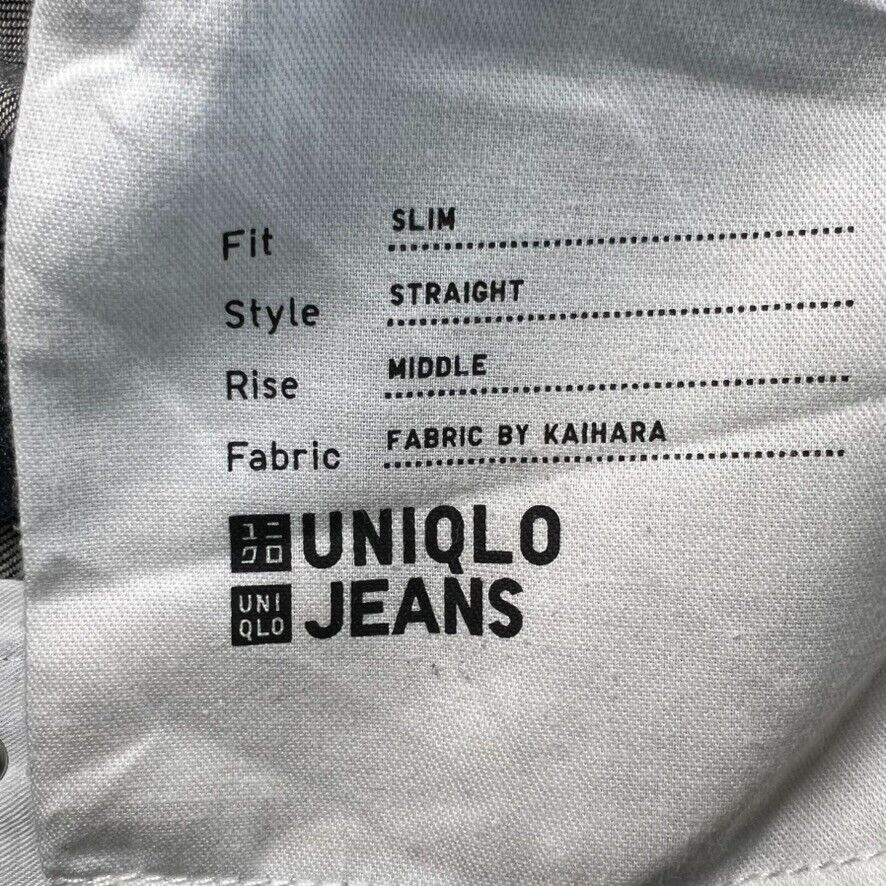 Fit SLIM
Style STRAIGHT
Rise MIDDLE
Fabric FABRIC BY KAIHARA
ユニ
クロ
UNIQLO
UNI
QLO
JEANS